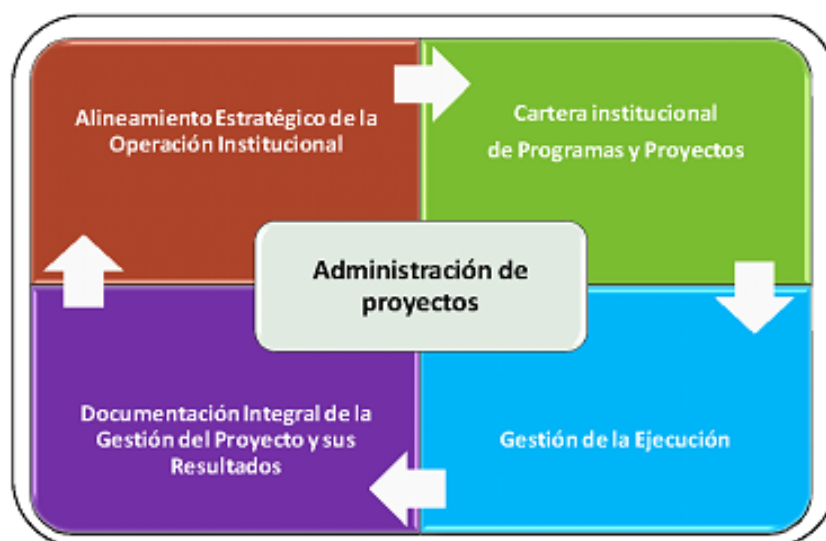 Alineamiento Estratégico de la
Operación Institucional
Cartera institucional
de Programas y Proyectos
Administración de
proyectos
Documentación Integral de la
Gestión del Proyecto y sus
Resultados
Gestión de la Ejecución